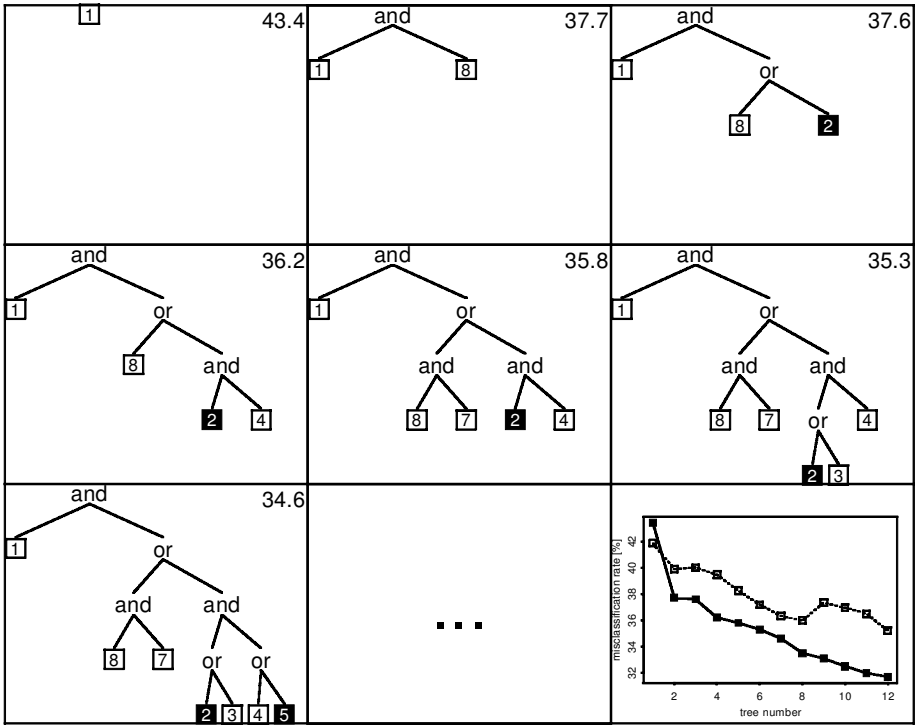 1 43.4
and 37.7
1 8
and 37.6
1 or
8 2
and 36.2
1 or
8 and
2 4
and 35.8
1 or
and and
8 7 2 4
and 35.3
1 or
and and
8 7 or 4
2 3
and 34.6
1 or
and and
8 7 or or
2 3 4 5
...
misclassification rate [%]
42
40
38
36
34
32
2 4 6 8 10 12
tree number